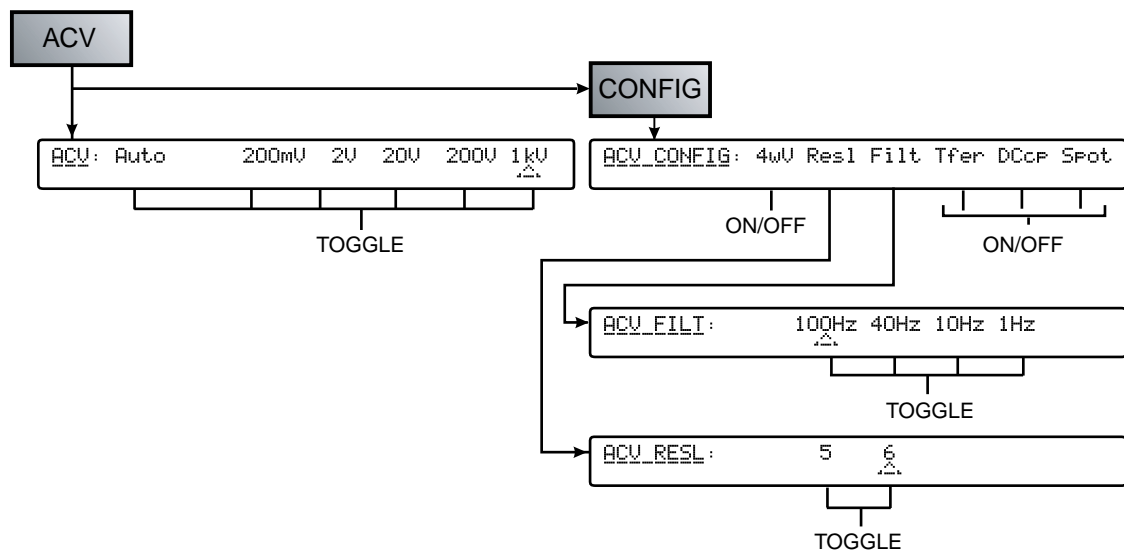 ACV
CONFIG
ACV: Auto 200mV 2V 20V 200V 1kV
TOGGLE
ACV CONFIG: 4wV Resl Filt Tfer DCcp Spot
ON/OFF
ON/OFF
ACV FILT: 100Hz 40Hz 10Hz 1Hz
TOGGLE
ACV RESL: 5 6
TOGGLE